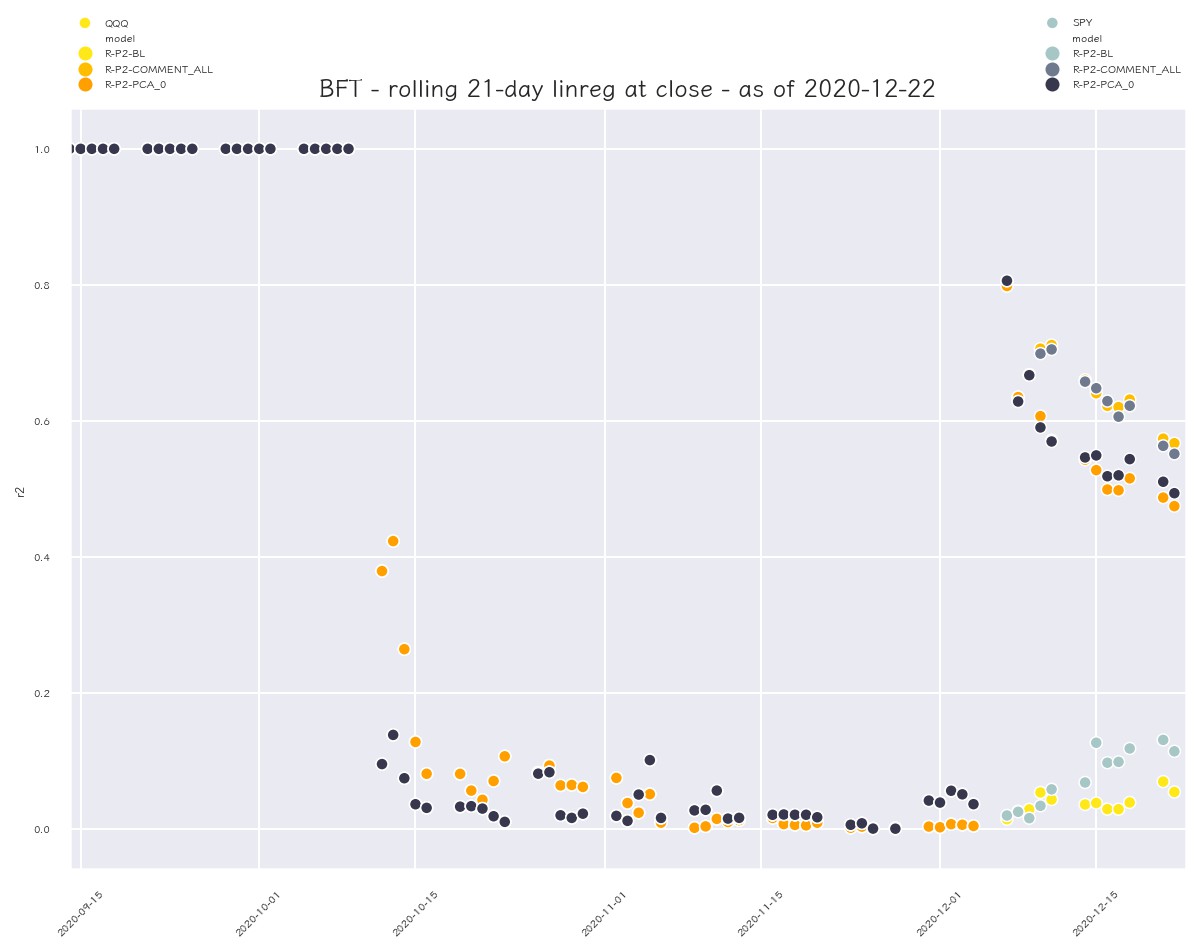 QQQ
model
R-P2-BL
R-P2-COMMENT_ALL
R-P2-PCA_0
SPY
model
R-P2-BL
R-P2-COMMENT_ALL
R-P2-PCA_0
BFT - rolling 21-day linreg at close - as of 2020-12-22
1.0
0.8
0.6
0.4
0.2
0.0
r2
2020-09-15
2020-10-01
2020-10-15
2020-11-01
2020-11-15
2020-12-01
2020-12-15